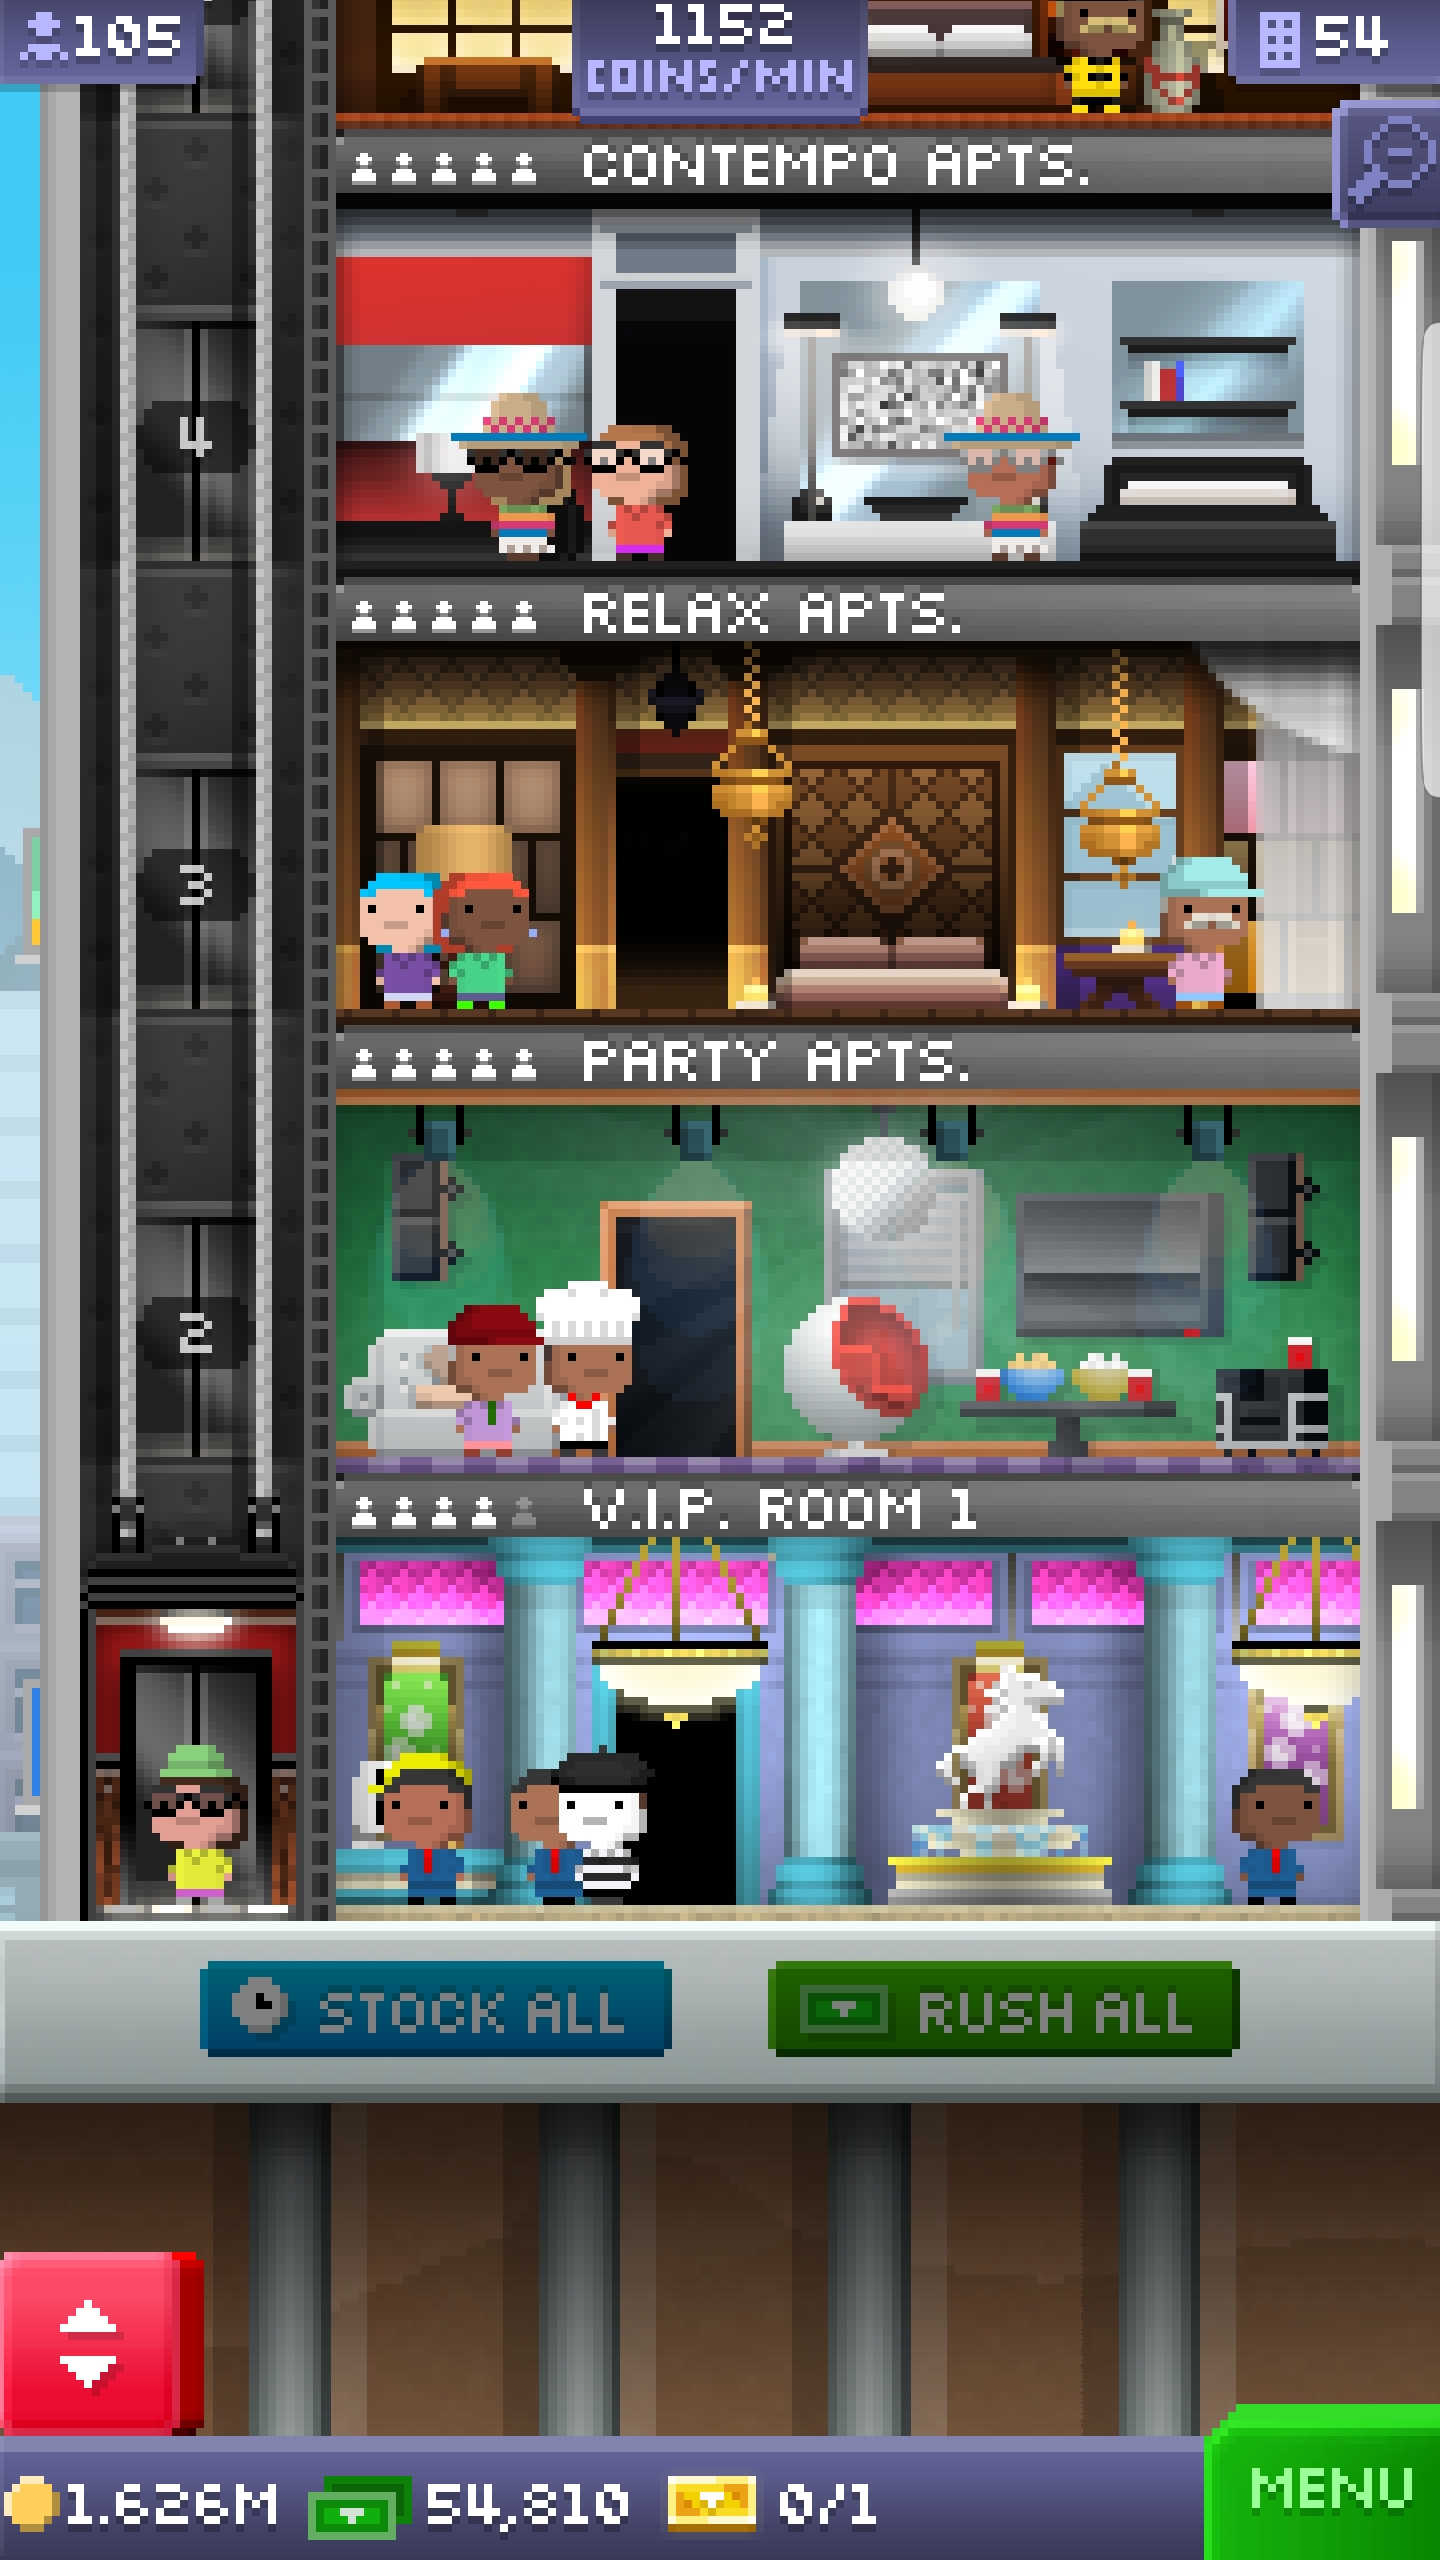 105
1152
COINS/MIN
54
CONTEMPO APTS.
4
RELAX APTS.
3
PARTY APTS.
2
V.I.P. ROOM 1
STOCK ALL
RUSH ALL
1.626M
54,810
0/1
MENU